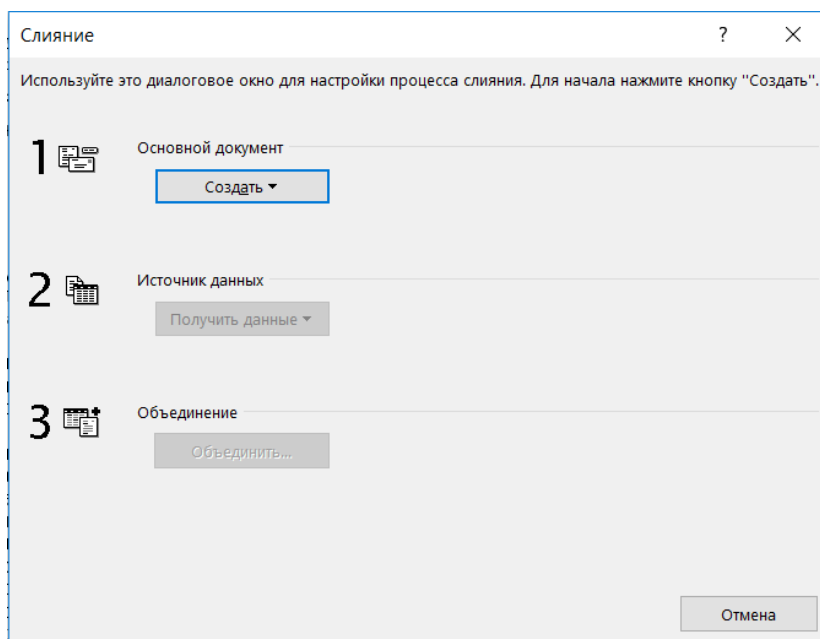 Слияние
?
Используйте это диалоговое окно для настройки процесса слияния. Для начала нажмите кнопку "Создать".
1
Основной документ
Создать
2
Источник данных
Получить данные
3
Объединение
Объединить...
Отмена